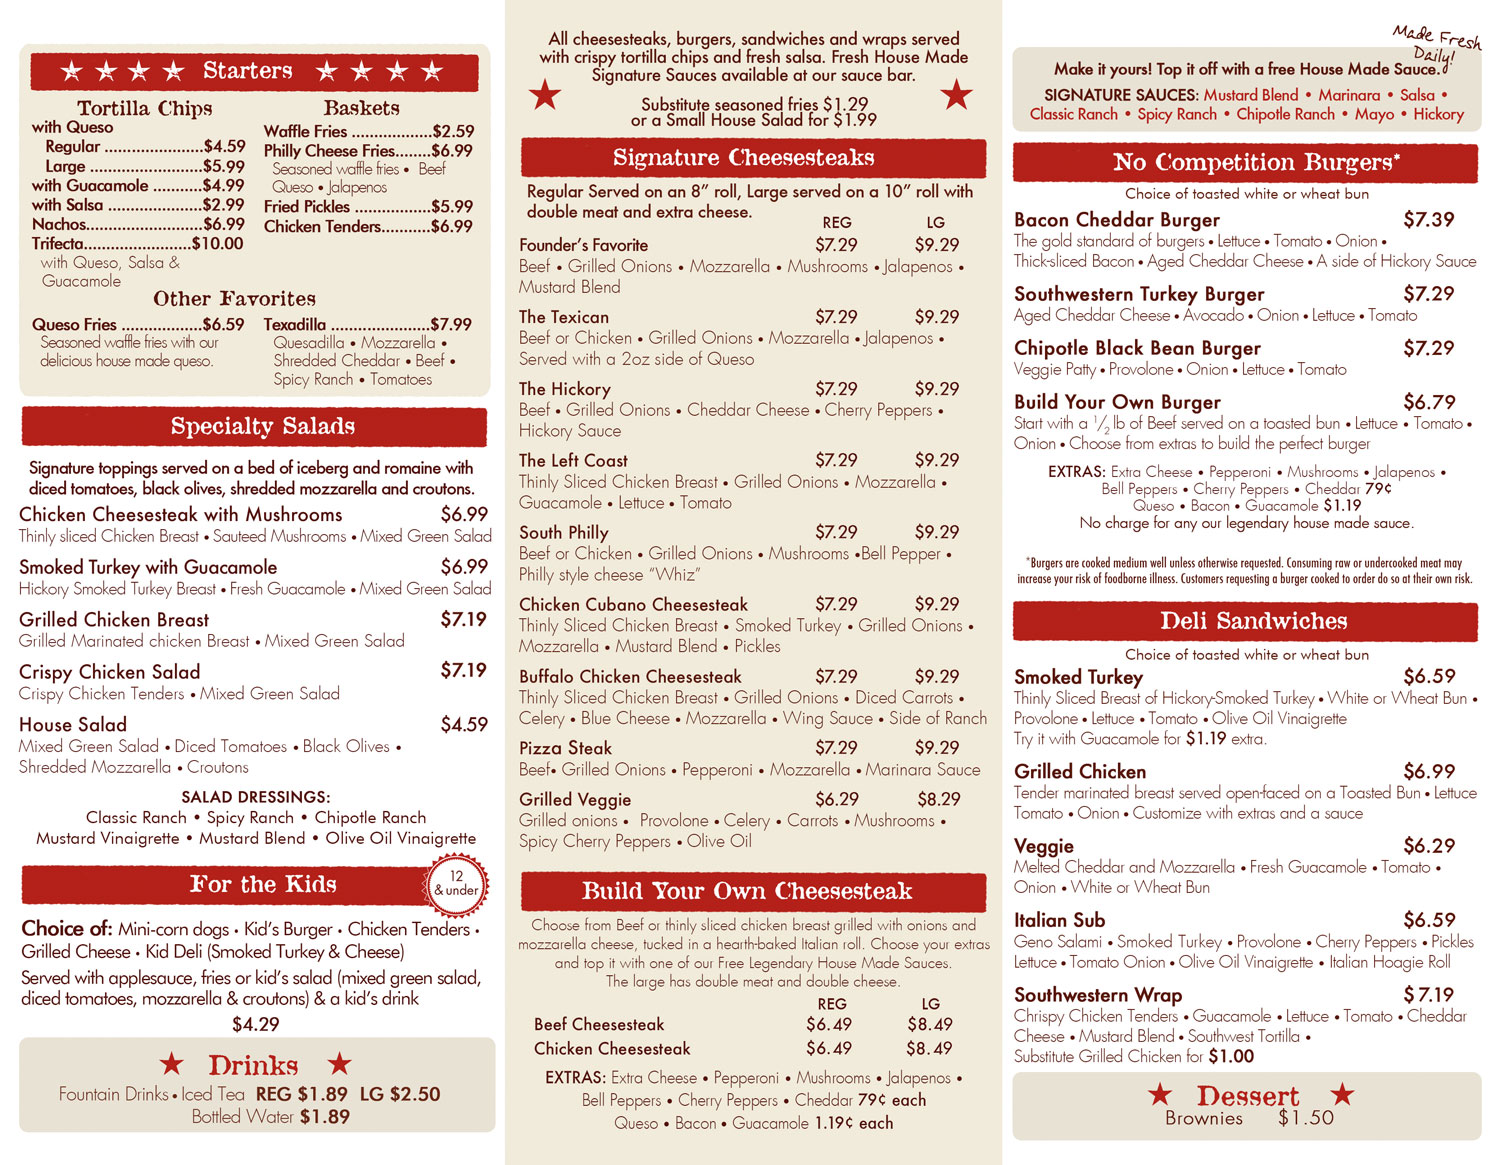 Starters
Tortilla Chips
with Queso
Regular ......................$4.59
Large .........................$5.99
with Guacamole ...........$4.99
with Salsa .....................$2.99
Nachos..........................$6.99
Trifecta........................$10.00
with Queso, Salsa &
Guacamole
Baskets
Waffle Fries ..................$2.59
Philly Cheese Fries........$6.99
Seasoned waffle fries • Beef
Queso • Jalapenos
Fried Pickles .................$5.99
Chicken Tenders...........$6.99
Other Favorites
Queso Fries ..................$6.59
Seasoned waffle fries with our
delicious house made queso.
Texadilla ......................$7.99
Quesadilla • Mozzarella •
Shredded Cheddar • Beef •
Spicy Ranch • Tomatoes
Specialty Salads
Signature toppings served on a bed of iceberg and romaine with
diced tomatoes, black olives, shredded mozzarella and croutons.
Chicken Cheesesteak with Mushrooms $6.99
Thinly sliced Chicken Breast • Sauteed Mushrooms • Mixed Green Salad
Smoked Turkey with Guacamole $6.99
Hickory Smoked Turkey Breast • Fresh Guacamole • Mixed Green Salad
Grilled Chicken Breast $7.19
Grilled Marinated chicken Breast • Mixed Green Salad
Crispy Chicken Salad $7.19
Crispy Chicken Tenders • Mixed Green Salad
House Salad $4.59
Mixed Green Salad • Diced Tomatoes • Black Olives •
Shredded Mozzarella • Croutons
SALAD DRESSINGS:
Classic Ranch • Spicy Ranch • Chipotle Ranch
Mustard Vinaigrette • Mustard Blend • Olive Oil Vinaigrette
For the Kids
12
& under
Choice of: Mini-corn dogs • Kid's Burger • Chicken Tenders •
Grilled Cheese • Kid Deli (Smoked Turkey & Cheese)
Served with applesauce, fries or kid's salad (mixed green salad,
diced tomatoes, mozzarella & croutons) & a kid's drink
$4.29
Drinks
Fountain Drinks • Iced Tea REG $1.89 LG $2.50
Bottled Water $1.89
All cheesesteaks, burgers, sandwiches and wraps served
with crispy tortilla chips and fresh salsa. Fresh House Made
Signature Sauces available at our sauce bar.
Substitute seasoned fries $1.29
or a Small House Salad for $1.99
Signature Cheesesteaks
Regular Served on an 8" roll, Large served on a 10" roll with
double meat and extra cheese.
REG LG
Founder's Favorite $7.29 $9.29
Beef • Grilled Onions • Mozzarella • Mushrooms • Jalapenos •
Mustard Blend
The Texican $7.29 $9.29
Beef or Chicken • Grilled Onions • Mozzarella • Jalapenos •
Served with a 2oz side of Queso
The Hickory $7.29 $9.29
Beef • Grilled Onions • Cheddar Cheese • Cherry Peppers •
Hickory Sauce
The Left Coast $7.29 $9.29
Thinly Sliced Chicken Breast • Grilled Onions • Mozzarella •
Guacamole • Lettuce • Tomato
South Philly $7.29 $9.29
Beef or Chicken • Grilled Onions • Mushrooms •Bell Pepper •
Philly style cheese "Whiz"
Chicken Cubano Cheesesteak $7.29 $9.29
Thinly Sliced Chicken Breast • Smoked Turkey • Grilled Onions •
Mozzarella • Mustard Blend • Pickles
Buffalo Chicken Cheesesteak $7.29 $9.29
Thinly Sliced Chicken Breast • Grilled Onions • Diced Carrots •
Celery • Blue Cheese • Mozzarella • Wing Sauce • Side of Ranch
Pizza Steak $7.29 $9.29
Beef• Grilled Onions • Pepperoni • Mozzarella • Marinara Sauce
Grilled Veggie $6.29 $8.29
Grilled onions • Provolone • Celery • Carrots • Mushrooms •
Spicy Cherry Peppers • Olive Oil
Build Your Own Cheesesteak
Choose from Beef or thinly sliced chicken breast grilled with onions and
mozzarella cheese, tucked in a hearth-baked Italian roll. Choose your extras
and top it with one of our Free Legendary House Made Sauces.
The large has double meat and double cheese.
REG LG
Beef Cheesesteak $6.49 $8.49
Chicken Cheesesteak $6.49 $8.49
EXTRAS: Extra Cheese • Pepperoni • Mushrooms • Jalapenos •
Bell Peppers • Cherry Peppers • Cheddar 79¢ each
Queso • Bacon • Guacamole 1.19¢ each
Made Fresh
Daily!
Make it yours! Top it off with a free House Made Sauce.
SIGNATURE SAUCES: Mustard Blend • Marinara • Salsa •
Classic Ranch • Spicy Ranch • Chipotle Ranch • Mayo • Hickory
No Competition Burgers*
Choice of toasted white or wheat bun
Bacon Cheddar Burger $7.39
The gold standard of burgers • Lettuce • Tomato • Onion •
Thick-sliced Bacon • Aged Cheddar Cheese • A side of Hickory Sauce
Southwestern Turkey Burger $7.29
Aged Cheddar Cheese • Avocado • Onion • Lettuce • Tomato
Chipotle Black Bean Burger $7.29
Veggie Patty • Provolone • Onion • Lettuce • Tomato
Build Your Own Burger $6.79
Start with a 1/2 lb of Beef served on a toasted bun • Lettuce • Tomato •
Onion • Choose from extras to build the perfect burger
EXTRAS: Extra Cheese • Pepperoni • Mushrooms • Jalapenos •
Bell Peppers • Cherry Peppers • Cheddar 79¢
Queso • Bacon • Guacamole $1.19
No charge for any our legendary house made sauce.
*Burgers are cooked medium well unless otherwise requested. Consuming raw or undercooked meat may
increase your risk of foodborne illness. Customers requesting a burger cooked to order do so at their own risk.
Deli Sandwiches
Choice of toasted white or wheat bun
Smoked Turkey $6.59
Thinly Sliced Breast of Hickory-Smoked Turkey • White or Wheat Bun •
Provolone • Lettuce • Tomato • Olive Oil Vinaigrette
Try it with Guacamole for $1.19 extra.
Grilled Chicken $6.99
Tender marinated breast served open-faced on a Toasted Bun • Lettuce
Tomato • Onion • Customize with extras and a sauce
Veggie $6.29
Melted Cheddar and Mozzarella • Fresh Guacamole • Tomato •
Onion • White or Wheat Bun
Italian Sub $6.59
Geno Salami • Smoked Turkey • Provolone • Cherry Peppers • Pickles
Lettuce • Tomato Onion • Olive Oil Vinaigrette • Italian Hoagie Roll
Southwestern Wrap $7.19
Chrispy Chicken Tenders • Guacamole • Lettuce • Tomato • Cheddar
Cheese • Mustard Blend • Southwest Tortilla •
Substitute Grilled Chicken for $1.00
Dessert
Brownies $1.50